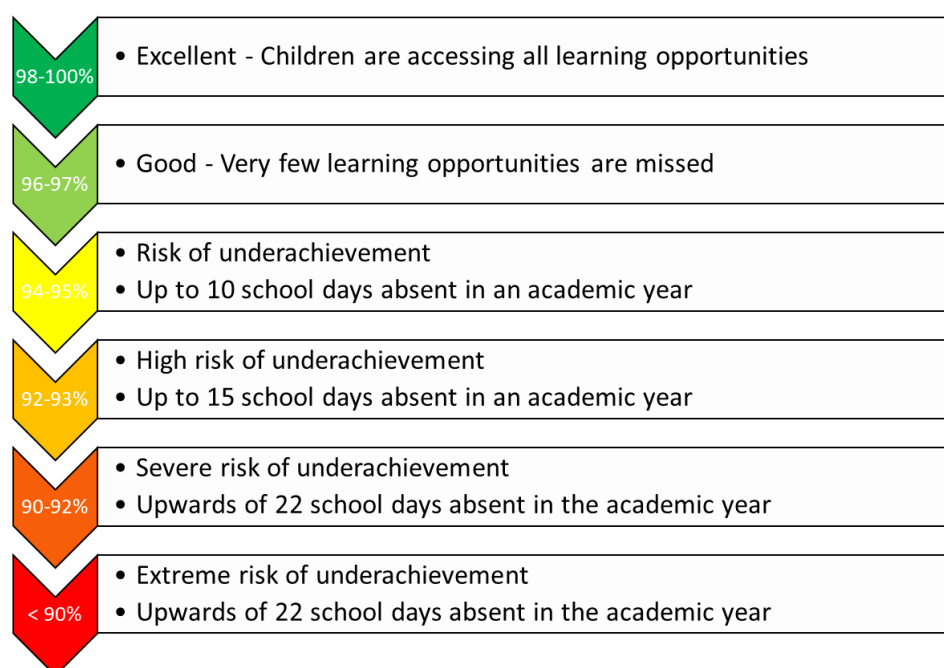 98-100%
• Excellent - Children are accessing all learning opportunities
96-97%
• Good - Very few learning opportunities are missed
94-95%
• Risk of underachievement
• Up to 10 school days absent in an academic year
92-93%
• High risk of underachievement
• Up to 15 school days absent in an academic year
90-92%
• Severe risk of underachievement
• Upwards of 22 school days absent in the academic year
< 90%
• Extreme risk of underachievement
• Upwards of 22 school days absent in the academic year